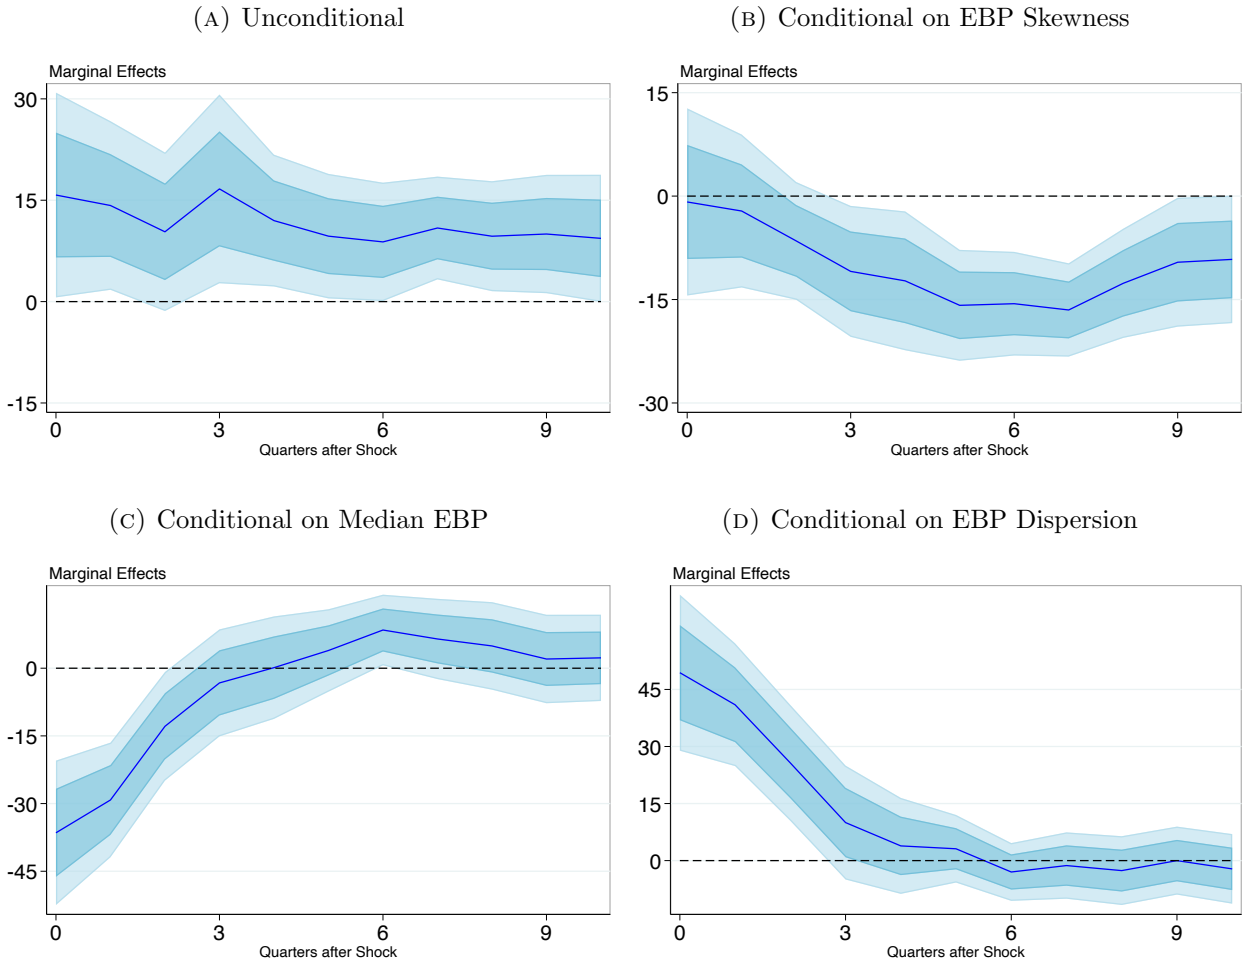 (A) Unconditional
Marginal Effects
30
15
0
-15
0 3 6 9
Quarters after Shock
(B) Conditional on EBP Skewness
Marginal Effects
15
0
-15
-30
0 3 6 9
Quarters after Shock
(C) Conditional on Median EBP
Marginal Effects
0
-15
-30
-45
0 3 6 9
Quarters after Shock
(D) Conditional on EBP Dispersion
Marginal Effects
45
30
15
0
0 3 6 9
Quarters after Shock